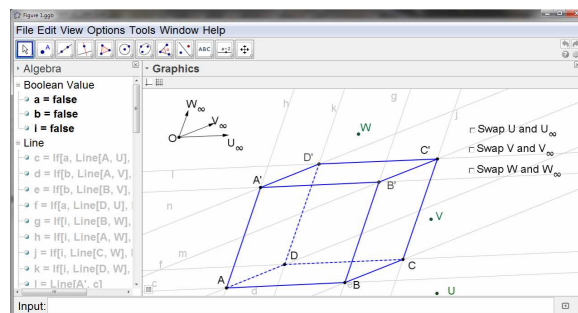 Figure 1.ggb
File Edit View Options Tools Window Help
ABC a=2
Algebra
Graphics
Boolean Value
a = false
b = false
i = false
Line
c = If[a, Line[A, U],
d = If[b, Line[A, V],
e = If[b, Line[B, V],
f = If[a, Line[D, U],
g = If[i, Line[B, W],
h = If[i, Line[A, W],
j = If[i, Line[C, W],
k = If[i, Line[D, W],
l = Line[A', c]
W∞
V∞
O
U∞
h
k
g
j
W
Swap U and U∞
Swap V and V∞
Swap W and W∞
D'
C'
l
A'
B'
n
V
m
D
C
f
A
B
c
d
e
U
Input: